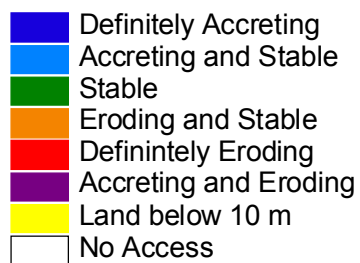 Definitely Accreting
Accreting and Stable
Stable
Eroding and Stable
Definintely Eroding
Accreting and Eroding
Land below 10 m
No Access